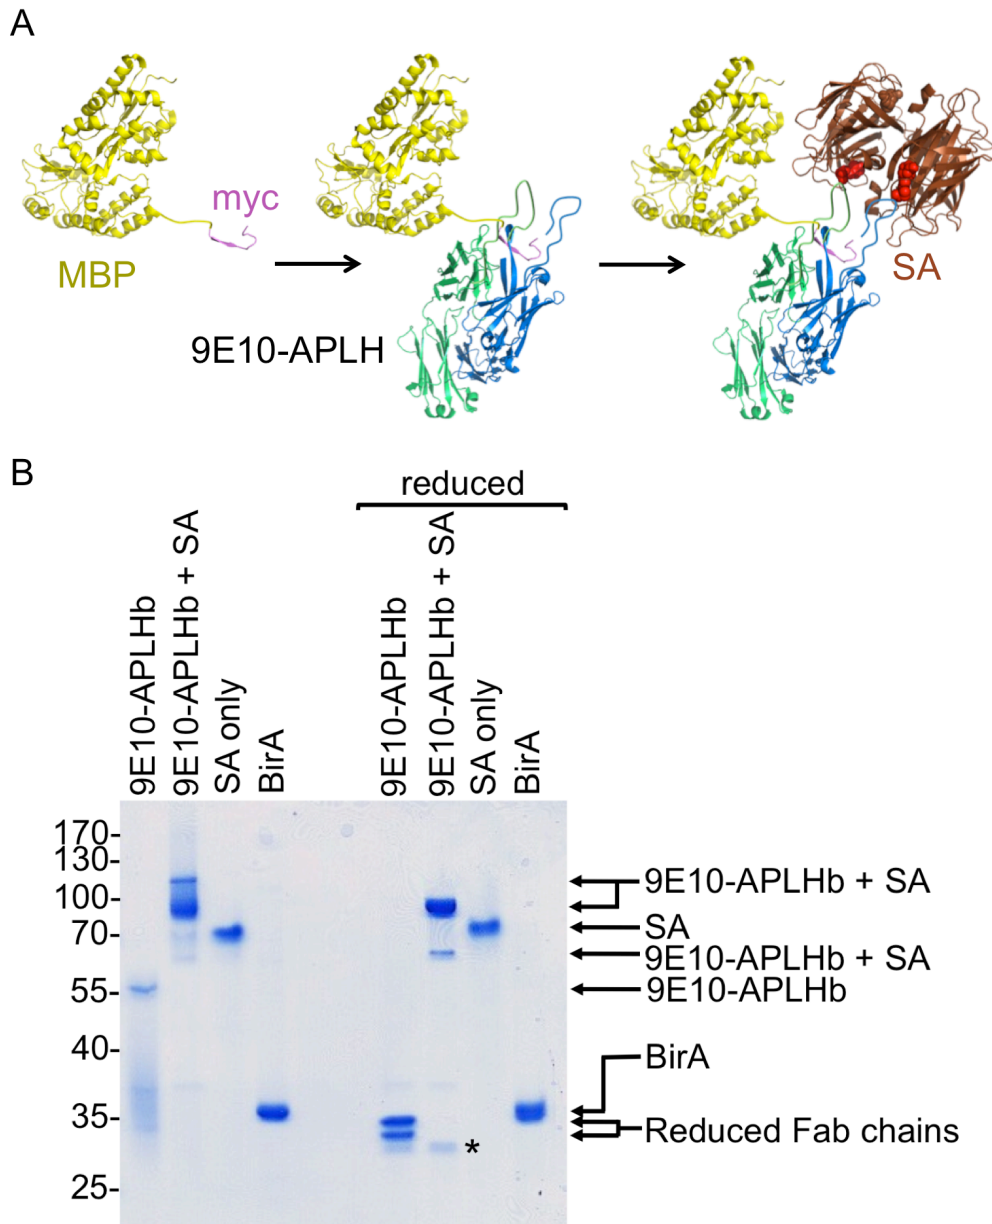 A
myc
MBP
SA
9E10-APLH
B
reduced
9E10-APLHb
9E10-APLHb + SA
SA only
BirA
9E10-APLHb
9E10-APLHb + SA
SA only
BirA
170-
130-
100-
70-
55-
40-
35-
25-
9E10-APLHb + SA
SA
9E10-APLHb + SA
9E10-APLHb
BirA
Reduced Fab chains
*